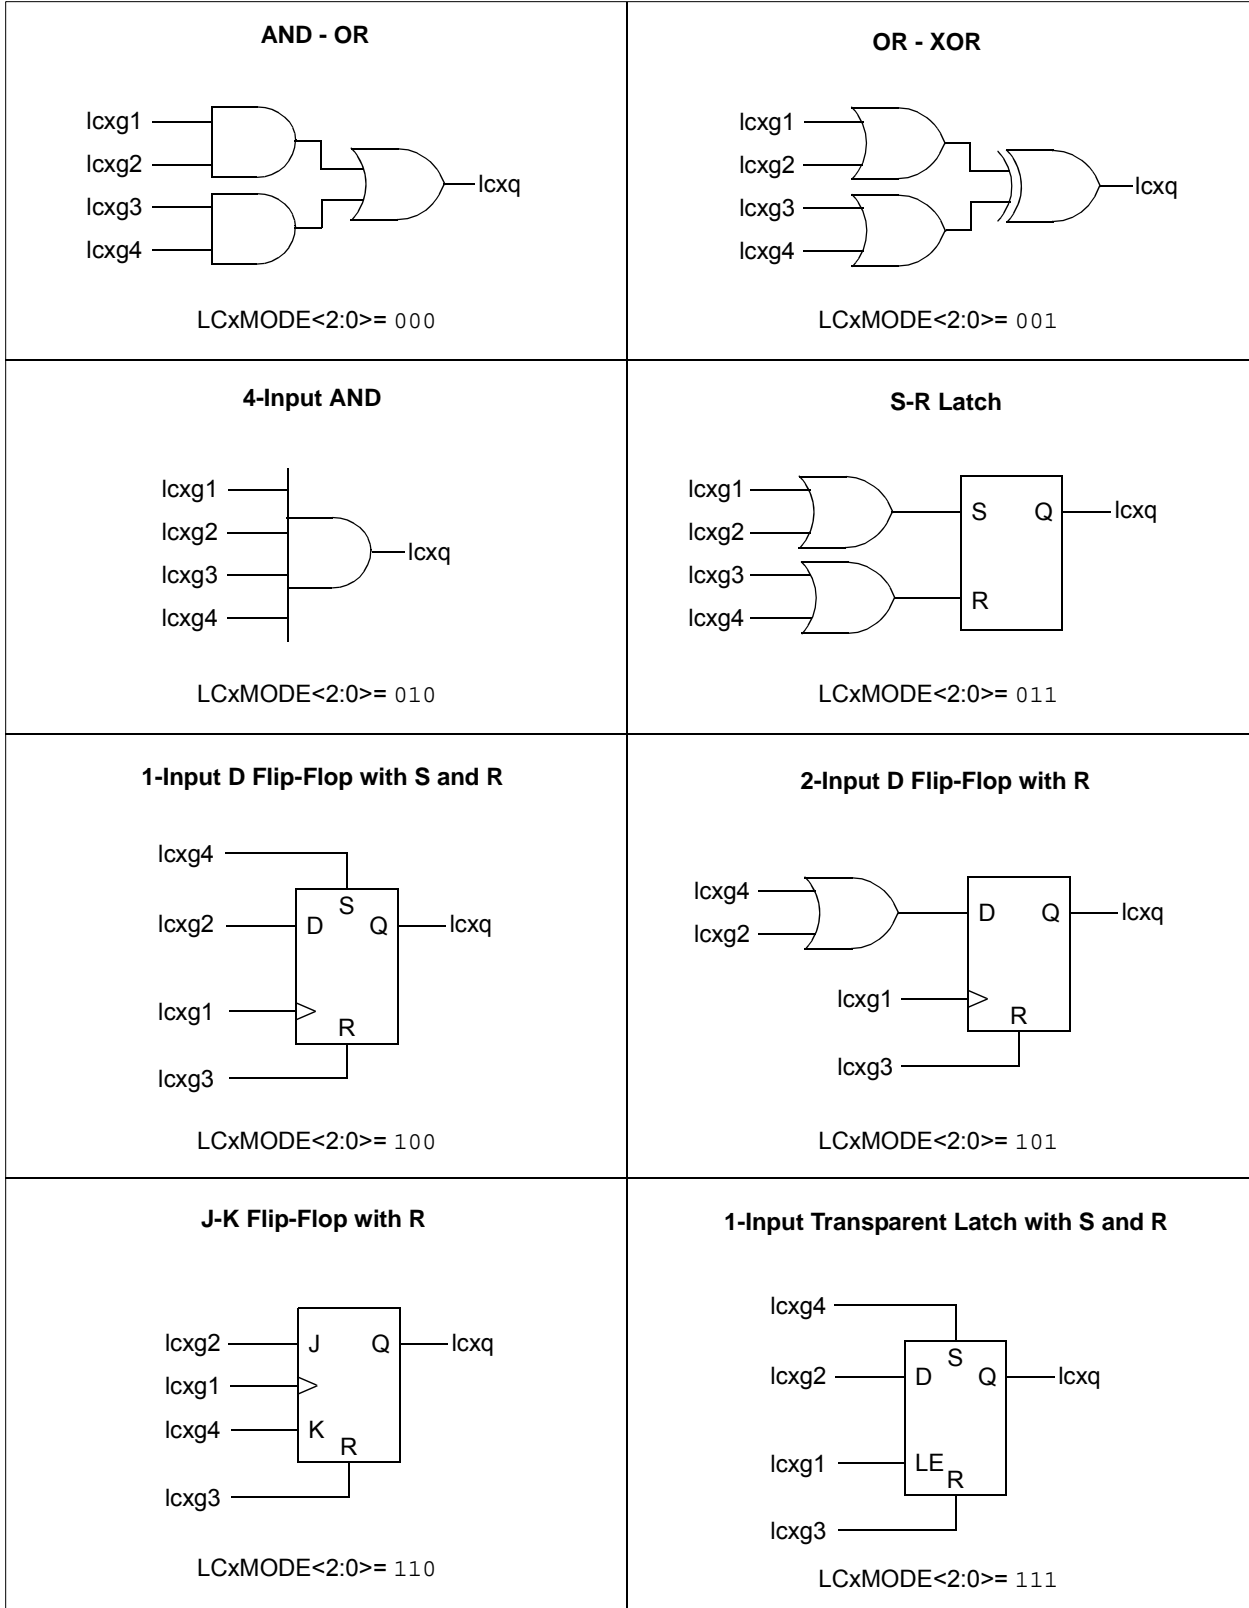 AND - OR
lcxg1
lcxg2
lcxg3
lcxg4
lcxq
LCxMODE<2:0>= 000
OR - XOR
lcxg1
lcxg2
lcxg3
lcxg4
lcxq
LCxMODE<2:0>= 001
4-Input AND
lcxg1
lcxg2
lcxg3
lcxg4
lcxq
LCxMODE<2:0>= 010
S-R Latch
lcxg1
lcxg2
lcxg3
lcxg4
S Q
R
lcxq
LCxMODE<2:0>= 011
1-Input D Flip-Flop with S and R
lcxg4
S
lcxg2
D Q
lcxq
lcxg1
R
lcxg3
LCxMODE<2:0>= 100
2-Input D Flip-Flop with R
lcxg4
lcxg2
D Q
lcxq
lcxg1
R
lcxg3
LCxMODE<2:0>= 101
J-K Flip-Flop with R
lcxg2
J Q
lcxq
lcxg1
lcxg4
K
R
lcxg3
LCxMODE<2:0>= 110
1-Input Transparent Latch with S and R
lcxg4
S
lcxg2
D Q
lcxq
lcxg1
LE
R
lcxg3
LCxMODE<2:0>= 111